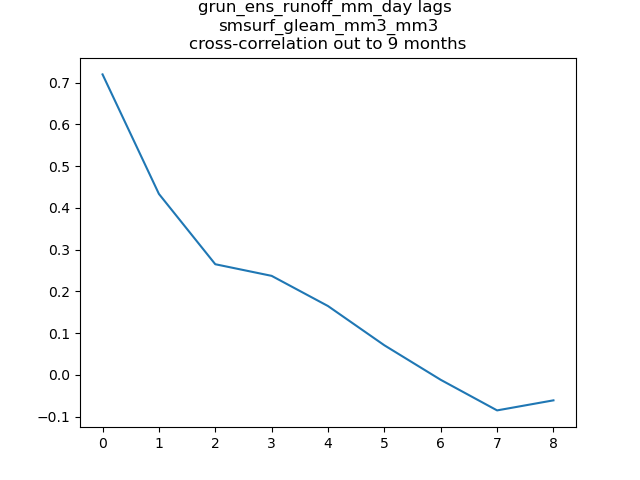 grun_ens_runoff_mm_day lags
smsurf_gleam_mm3_mm3
cross-correlation out to 9 months
0.7
0.6
0.5
0.4
0.3
0.2
0.1
0.0
−0.1
0 1 2 3 4 5 6 7 8